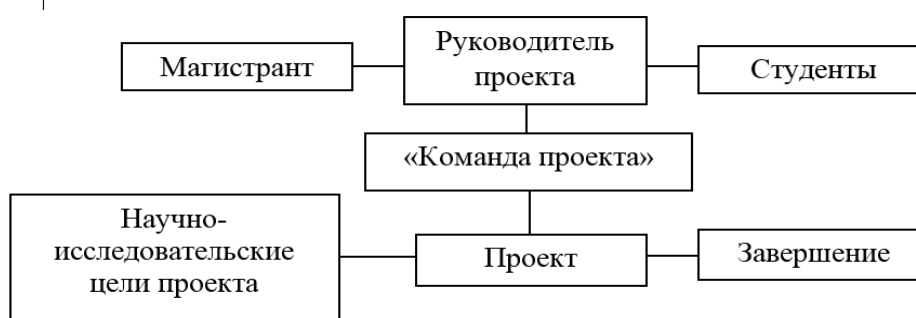 Руководитель
проекта
Магистрант
Студенты
«Команда проекта»
Научно-
исследовательские
цели проекта
Проект
Завершение